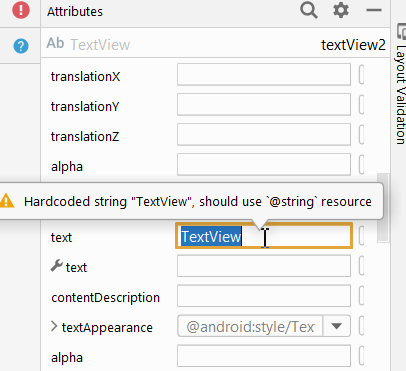 Attributes
Ab TextView textView2
translationX
translationY
translationZ
alpha
Hardcoded string "TextView", should use `@string` resource
text TextView
text
contentDescription
textAppearance @android:style/Tex
alpha
Layout Validation